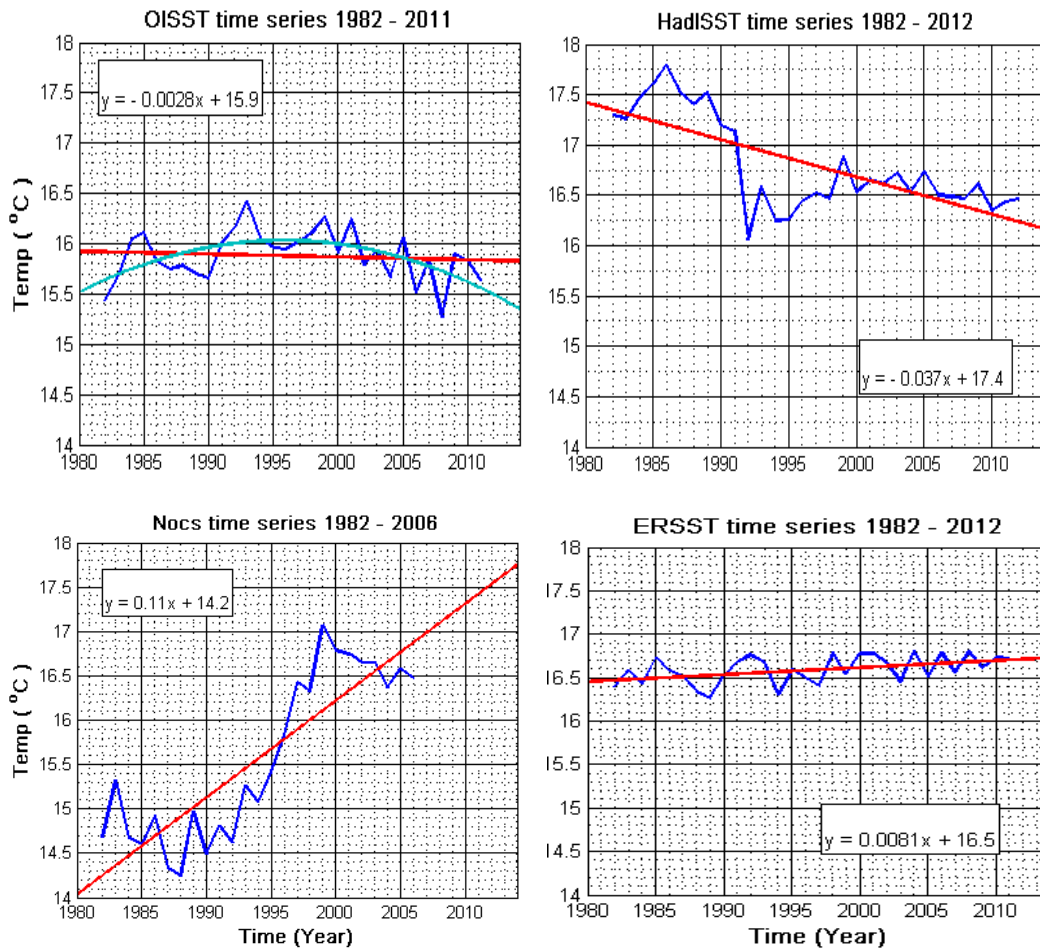 OISST time series 1982 - 2011
18
17.5
17
16.5
16
15.5
15
14.5
14
Temp ( °C )
y = - 0.0028x + 15.9
1980 1985 1990 1995 2000 2005 2010
HadISST time series 1982 - 2012
18
17.5
17
16.5
16
15.5
15
14.5
14
y = - 0.037x + 17.4
1980 1985 1990 1995 2000 2005 2010
Nocs time series 1982 - 2006
18
17.5
17
16.5
16
15.5
15
14.5
14
Temp ( °C )
y = 0.11x + 14.2
1980 1985 1990 1995 2000 2005 2010
Time (Year)
ERSST time series 1982 - 2012
18
17.5
17
16.5
16
15.5
15
14.5
14
y = 0.0081x + 16.5
1980 1985 1990 1995 2000 2005 2010
Time (Year)